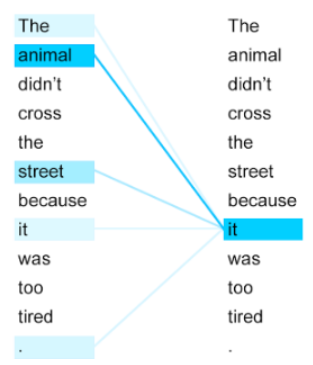 The The
animal animal
didn't didn't
cross cross
the the
street street
because because
it it
was was
too too
tired tired
. .